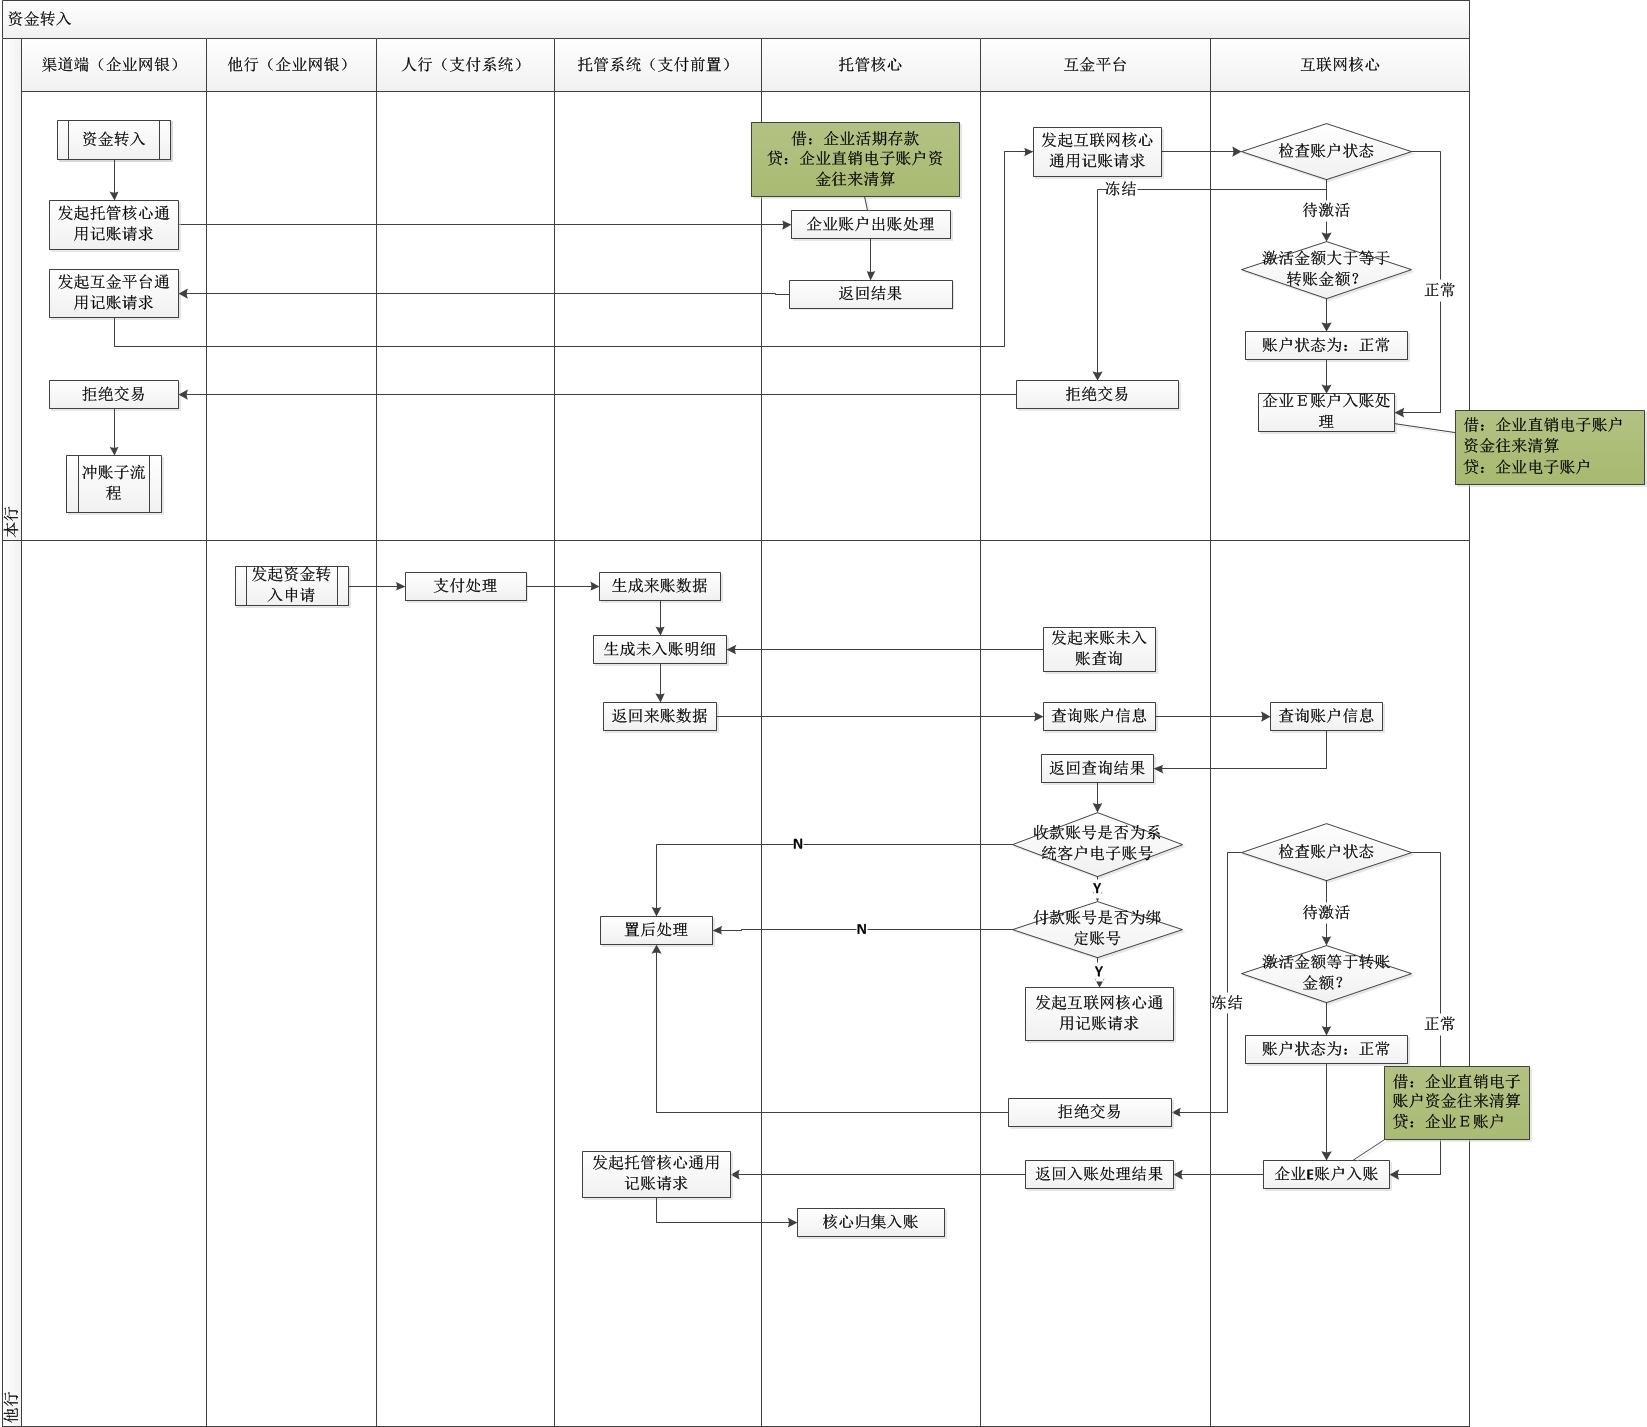 资金转入
渠道端（企业网银）
他行（企业网银）
人行（支付系统）
托管系统（支付前置）
托管核心
互金平台
互联网核心
本行
资金转入
发起托管核心通
用记账请求
借：企业活期存款
贷：企业直销电子账户资
金往来清算
企业账户出账处理
返回结果
发起互金平台通
用记账请求
发起互联网核心
通用记账请求
检查账户状态
冻结
待激活
正常
激活金额大于等于
转账金额？
账户状态为：正常
企业E账户入账处
理
借：企业直销电子账户
资金往来清算
贷：企业电子账户
拒绝交易
拒绝交易
冲账子流
程
他行
发起资金转
入申请
支付处理
生成来账数据
生成未入账明细
发起来账未入
账查询
返回来账数据
查询账户信息
查询账户信息
返回查询结果
收款账号是否为系
统客户电子账号
N
Y
付款账号是否为绑
定账号
N
Y
置后处理
发起互联网核心通
用记账请求
检查账户状态
待激活
激活金额等于转账
金额？
冻结
正常
账户状态为：正常
借：企业直销电子
账户资金往来清算
贷：企业E账户
拒绝交易
企业E账户入账
返回入账处理结果
发起托管核心通用
记账请求
核心归集入账